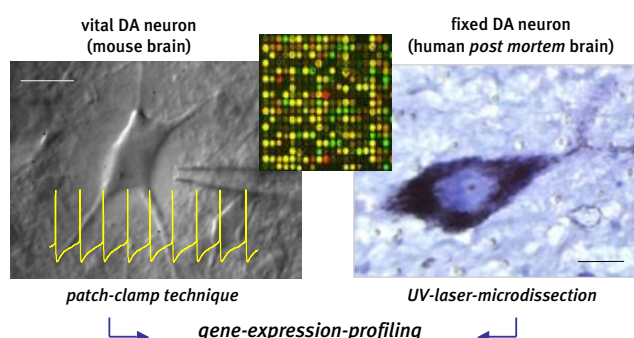 vital DA neuron
(mouse brain)
fixed DA neuron
(human post mortem brain)
patch-clamp technique
UV-laser-microdissection
gene-expression-profiling